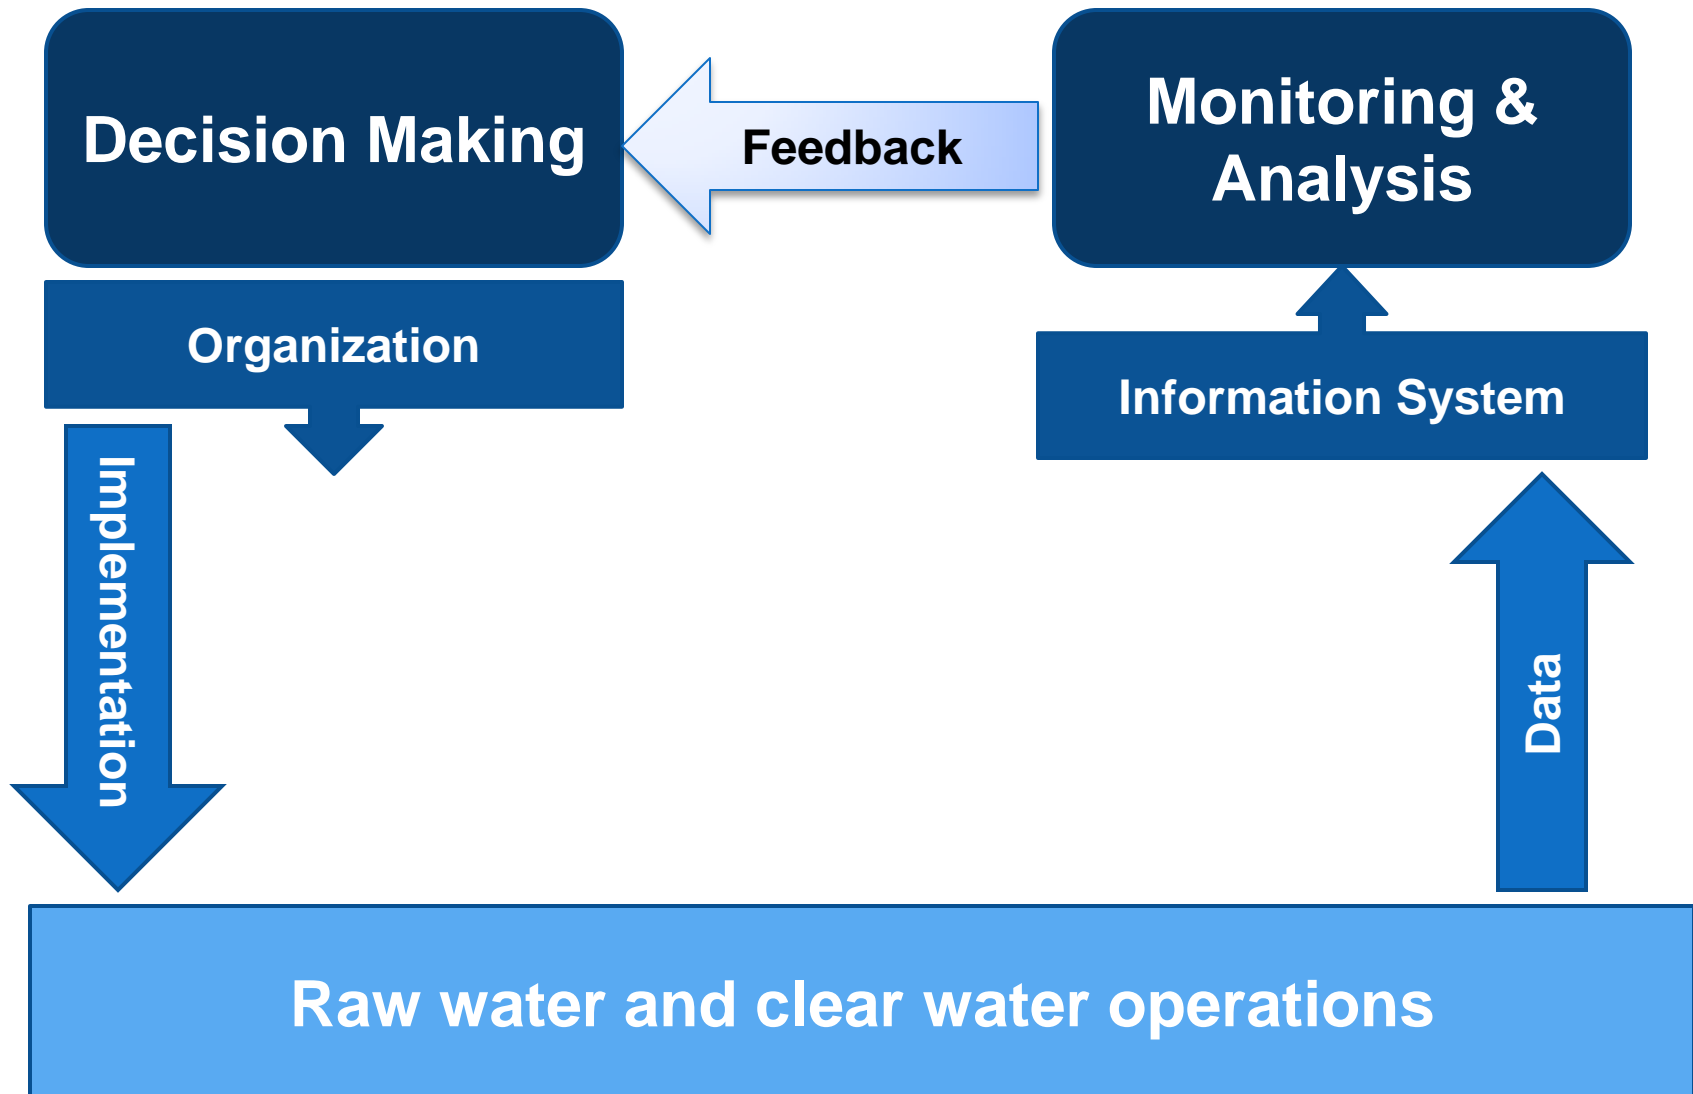 Decision Making
Feedback
Monitoring &
Analysis
Organization
Information System
Implementation
Data
Raw water and clear water operations